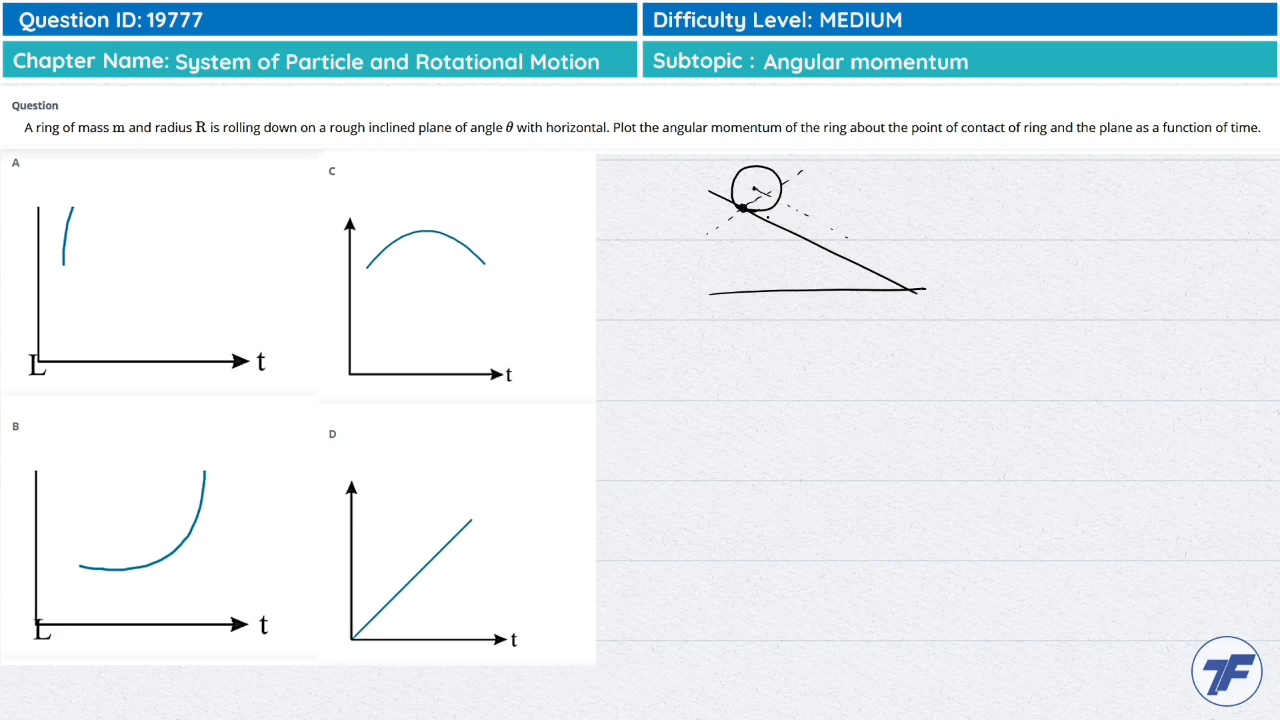 Question ID: 19777
Difficulty Level: MEDIUM
Chapter Name: System of Particle and Rotational Motion
Subtopic : Angular momentum
Question
A ring of mass m and radius R is rolling down on a rough inclined plane of angle θ with horizontal. Plot the angular momentum of the ring about the point of contact of ring and the plane as a function of time.
A
L
t
C
t
B
L
t
D
t
TF